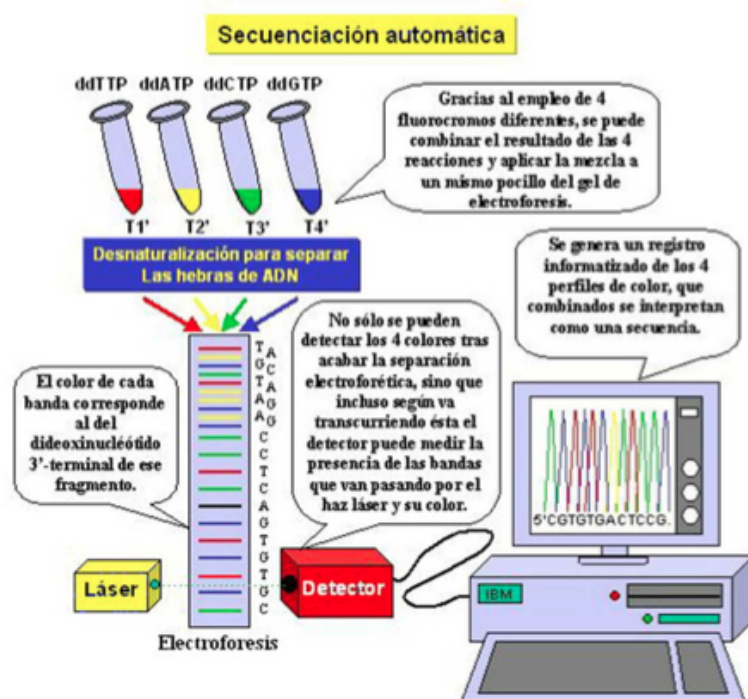 Secuenciación automática
ddTTP ddATP ddCTP ddGTP
T1' T2' T3' T4'
Gracias al empleo de 4
fluorocromos diferentes, se puede
combinar el resultado de las 4
reacciones y aplicar la mezcla a
un mismo pocillo del gel de
electroforesis.
Desnaturalización para separar
Las hebras de ADN
Se genera un registro
informatizado de los 4
perfiles de color, que
combinados se interpretan
como una secuencia.
No sólo se pueden
detectar los 4 colores tras
acabar la separación
electroforética, sino que
incluso según va
transcurriendo ésta el
detector puede medir la
presencia de las bandas
que van pasando por el
haz láser y su color.
El color de cada
banda corresponde
al del
dideoxinucleótido
3'-terminal de ese
fragmento.
T
A
G
C
T
A
A
G
A
G
C
C
T
C
A
G
T
G
T
G
C
5'CGTGTGACTCCG.
Láser
Detector
IBM
Electroforesis